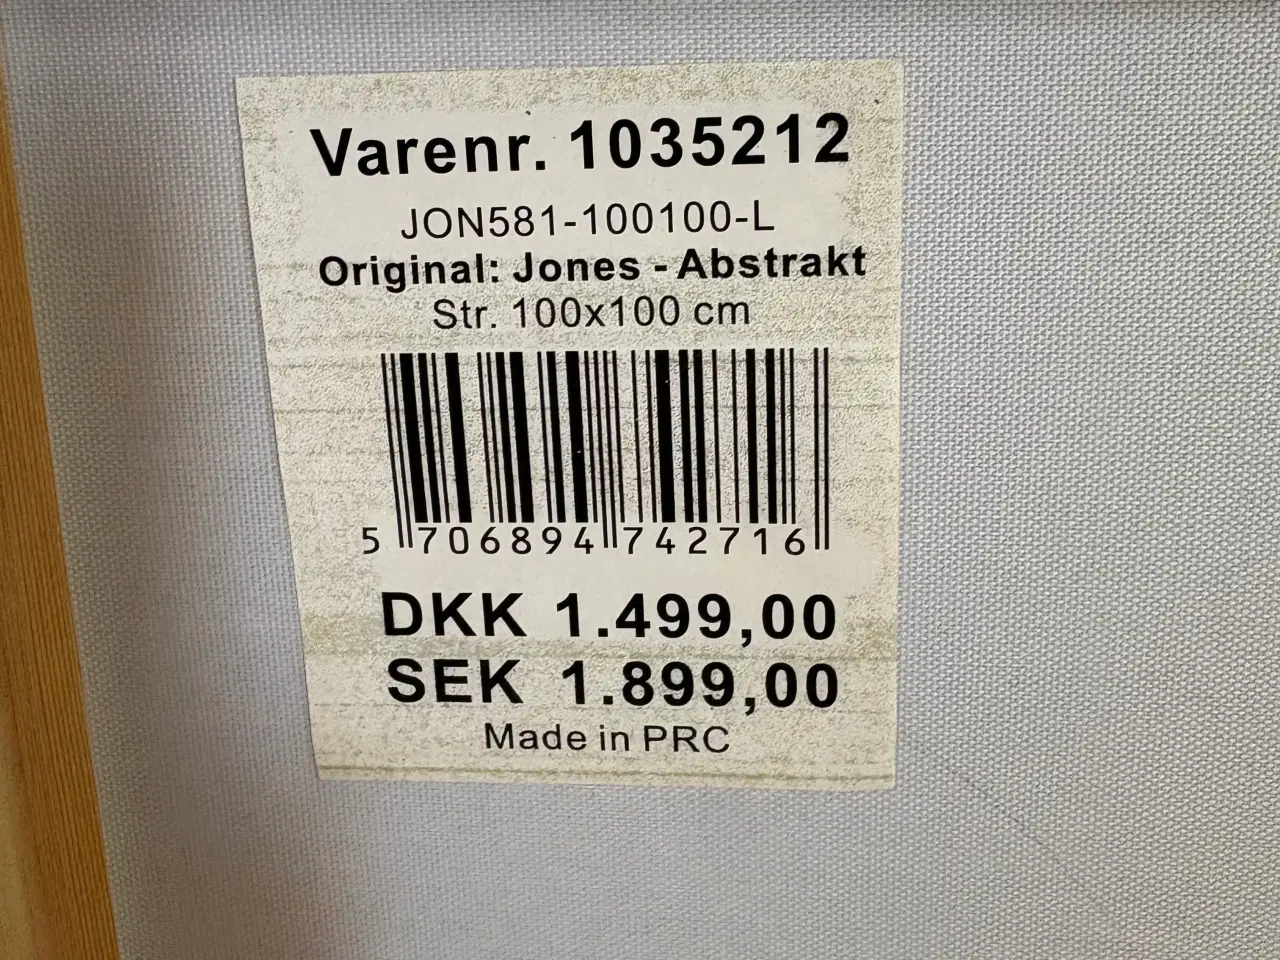 Varenr. 1035212
JON581-100100-L
Original: Jones - Abstrakt
Str. 100x100 cm
5 706894 742716
DKK 1.499,00
SEK 1.899,00
Made in PRC